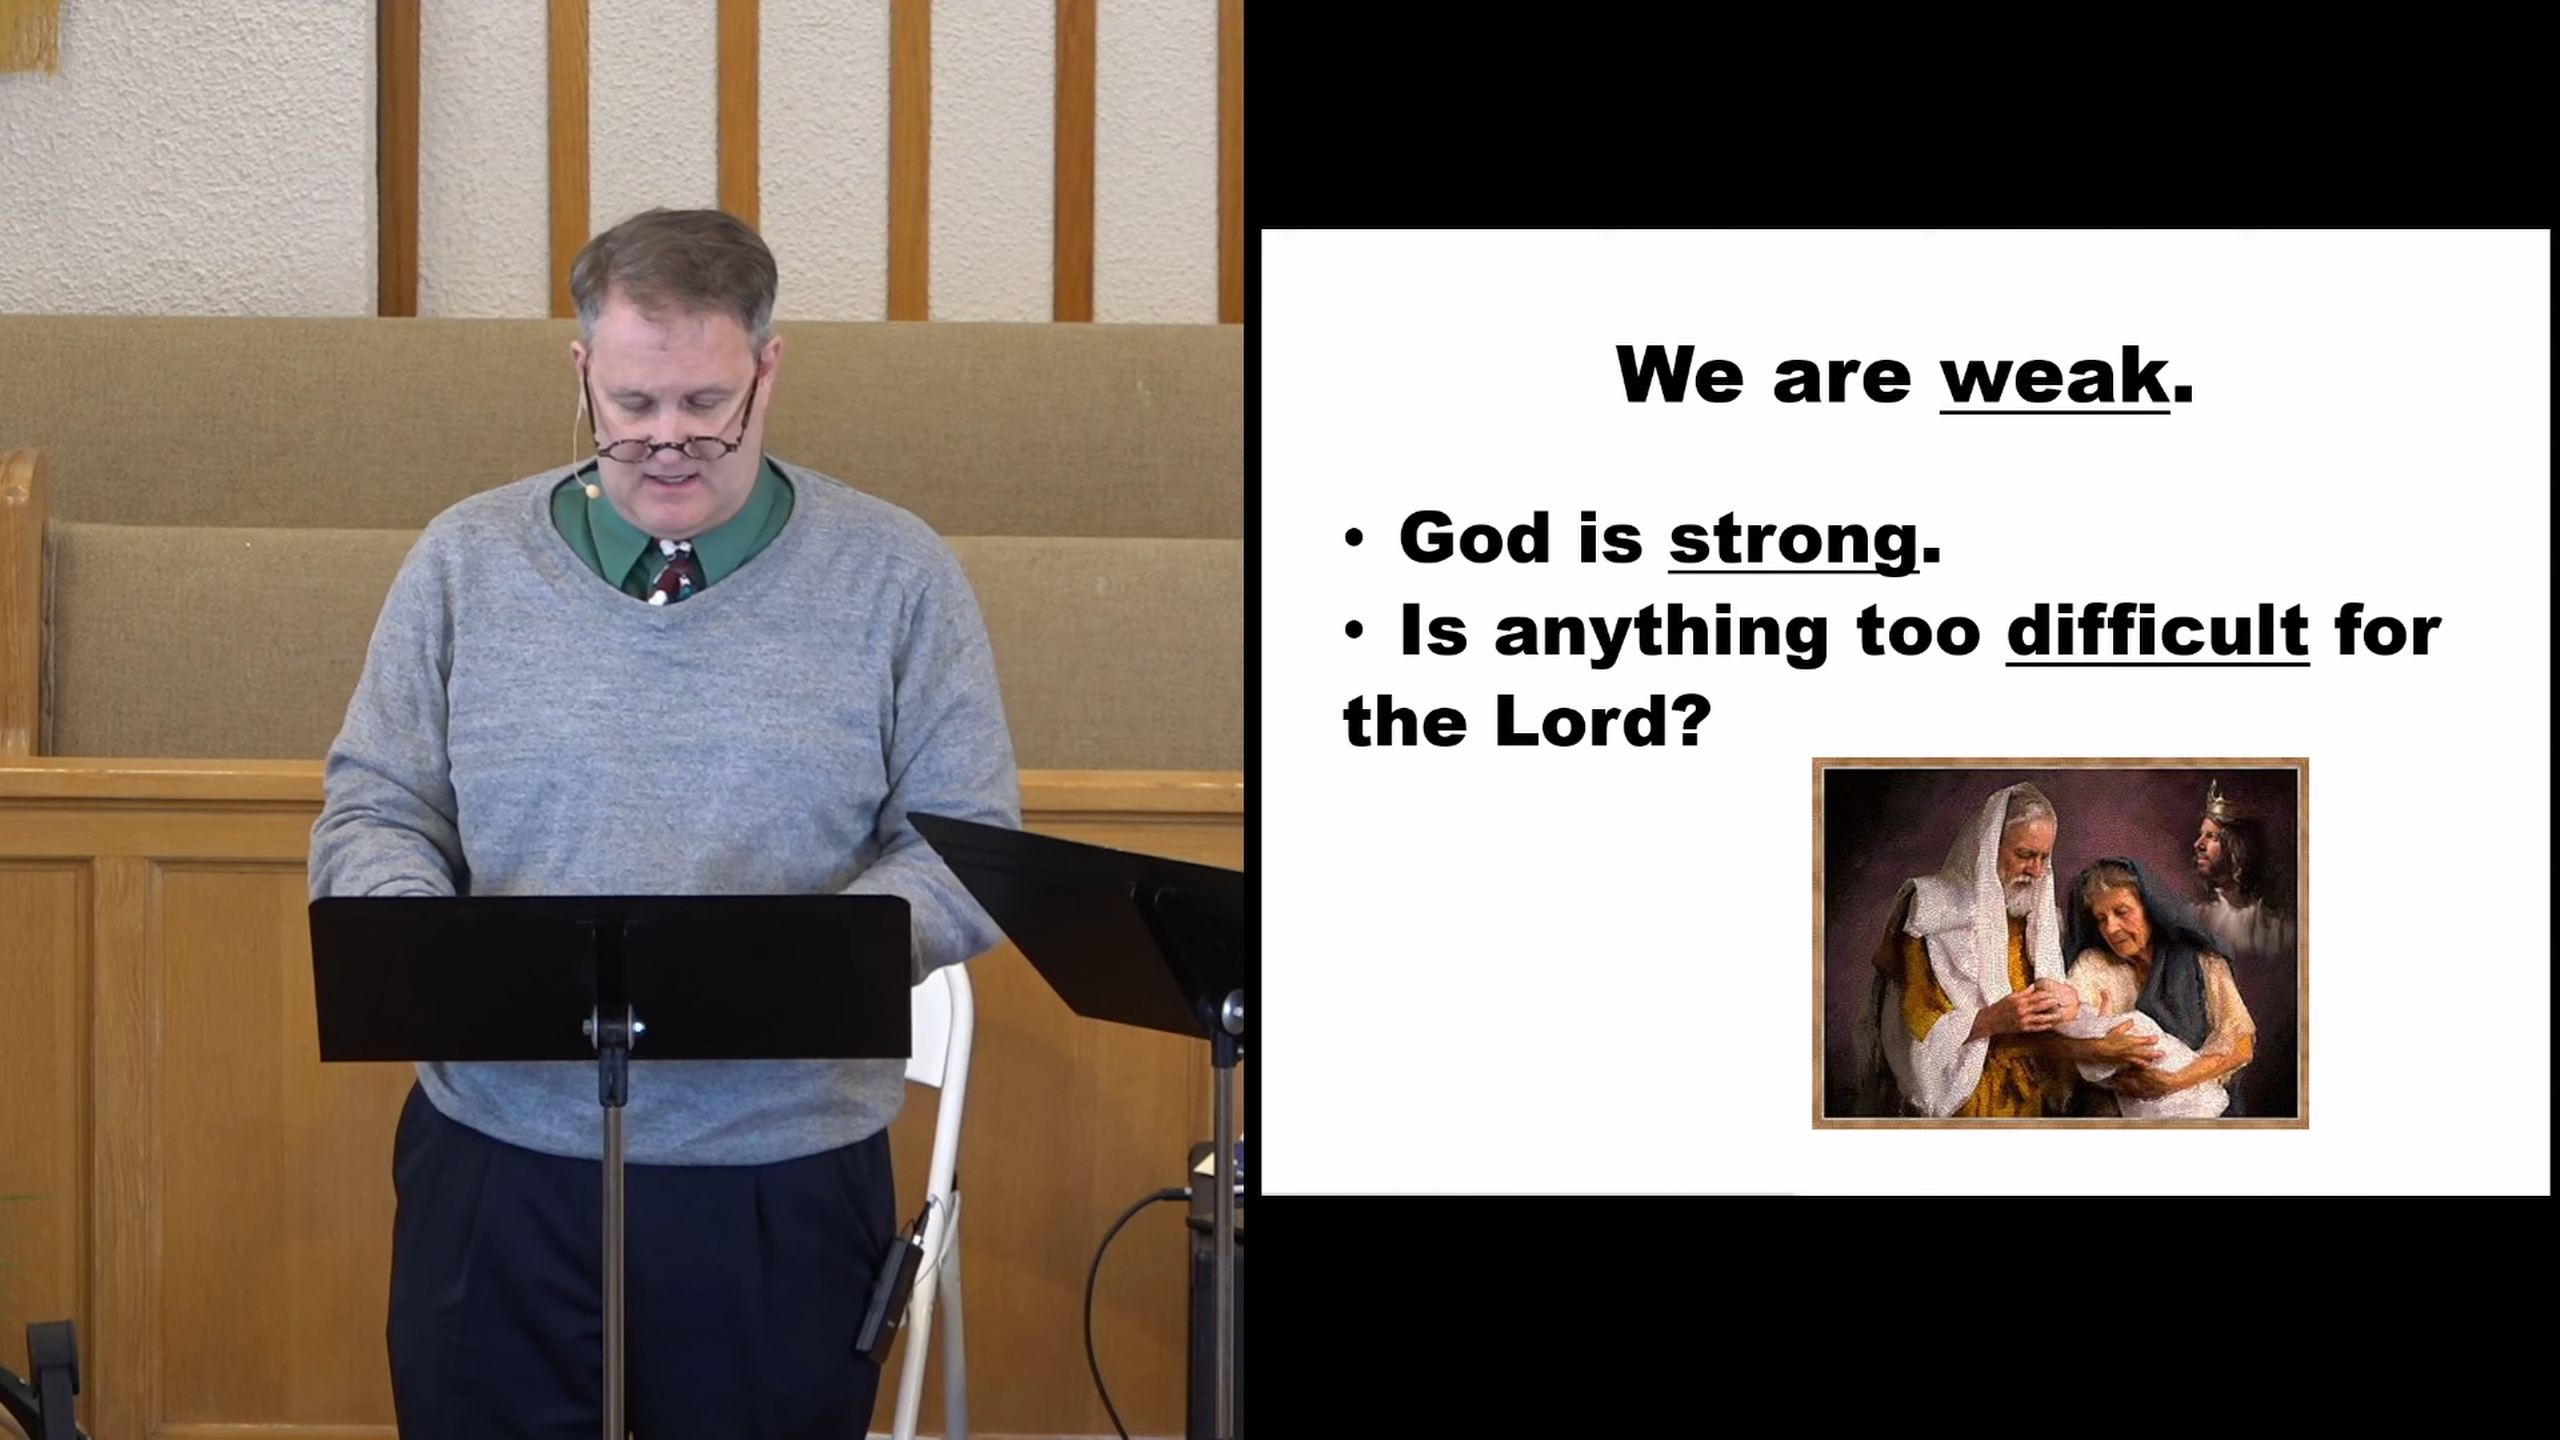 We are weak.
• God is strong.
• Is anything too difficult for
the Lord?